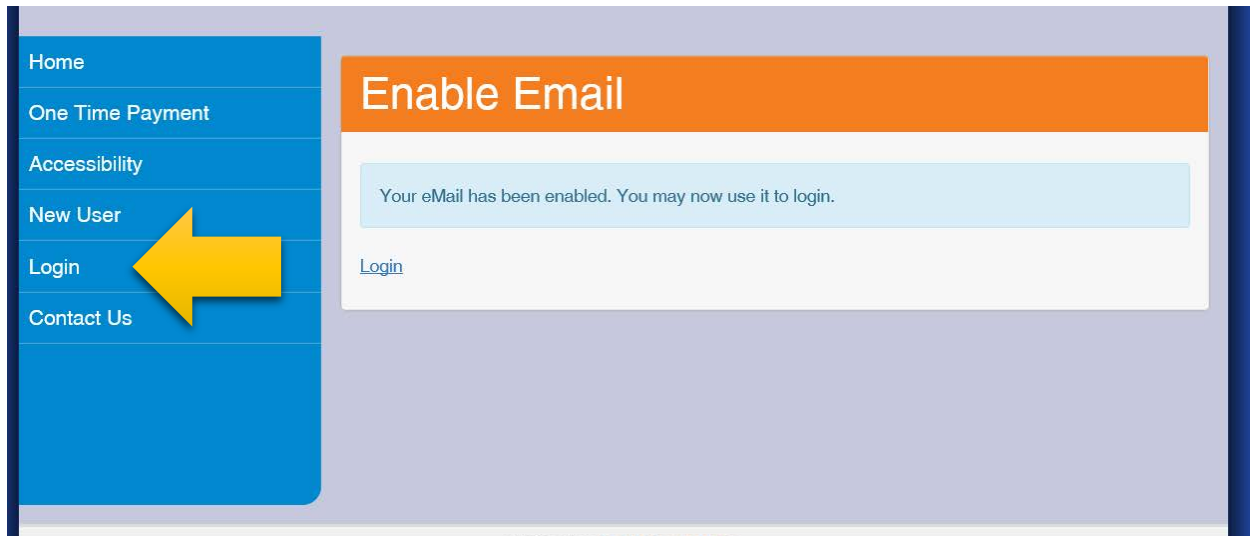 Home
One Time Payment
Accessibility
New User
Login
Contact Us
Enable Email
Your eMail has been enabled. You may now use it to login.
Login